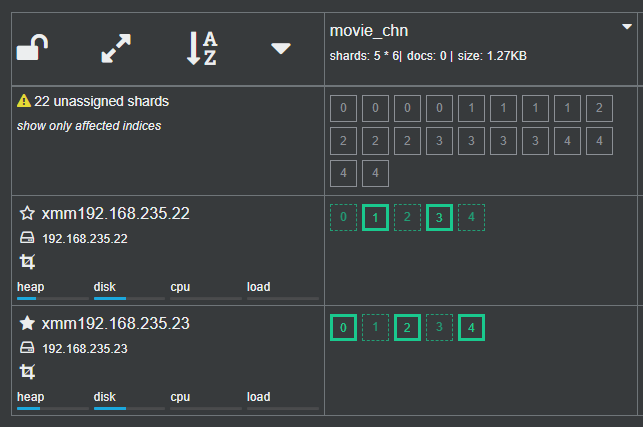 A
Z
movie_chn
shards: 5 * 6| docs: 0 | size: 1.27KB
22 unassigned shards
show only affected indices
0 0 0 0 1 1 1 1 2
2 2 2 3 3 3 3 4 4
4 4
xmm192.168.235.22
192.168.235.22
heap disk cpu load
0 1 2 3 4
xmm192.168.235.23
192.168.235.23
heap disk cpu load
0 1 2 3 4